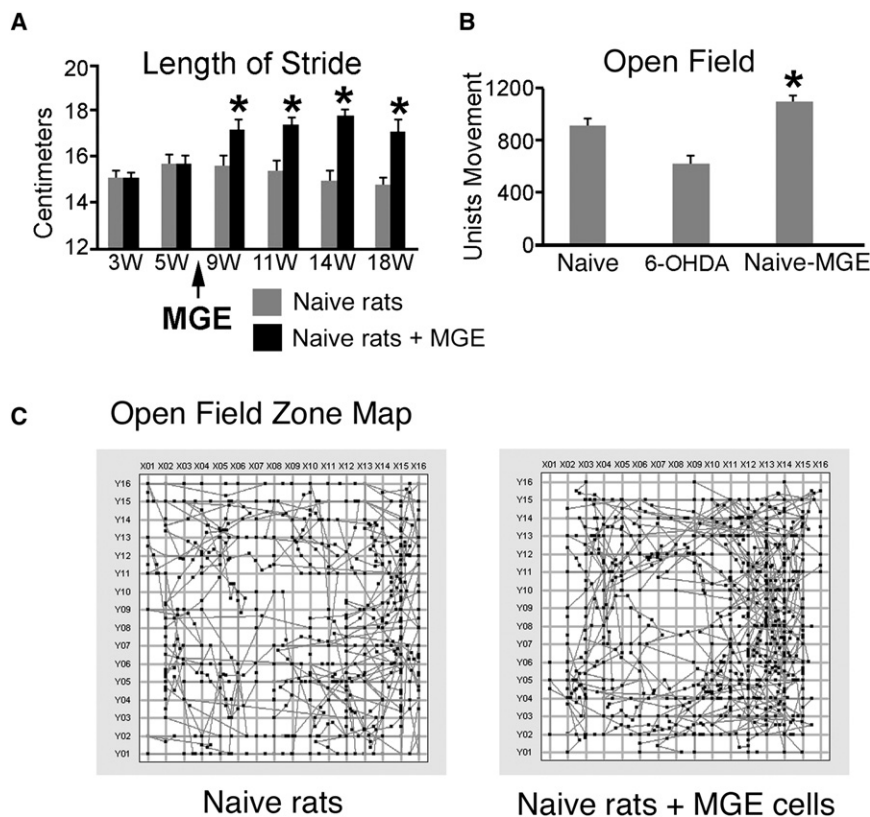 A
Length of Stride
Centimeters
20
18
16
14
12
* * * *
3W 5W 9W 11W 14W 18W
MGE
Naive rats
Naive rats + MGE
B
Open Field
Unists Movement
1200
800
400
0
*
Naive 6-OHDA Naive-MGE
C
Open Field Zone Map
X01 X02 X03 X04 X05 X06 X07 X08 X09 X10 X11 X12 X13 X14 X15 X16
Y16
Y15
Y14
Y13
Y12
Y11
Y10
Y09
Y08
Y07
Y06
Y05
Y04
Y03
Y02
Y01
Naive rats
X01 X02 X03 X04 X05 X06 X07 X08 X09 X10 X11 X12 X13 X14 X15 X16
Y16
Y15
Y14
Y13
Y12
Y11
Y10
Y09
Y08
Y07
Y06
Y05
Y04
Y03
Y02
Y01
Naive rats + MGE cells